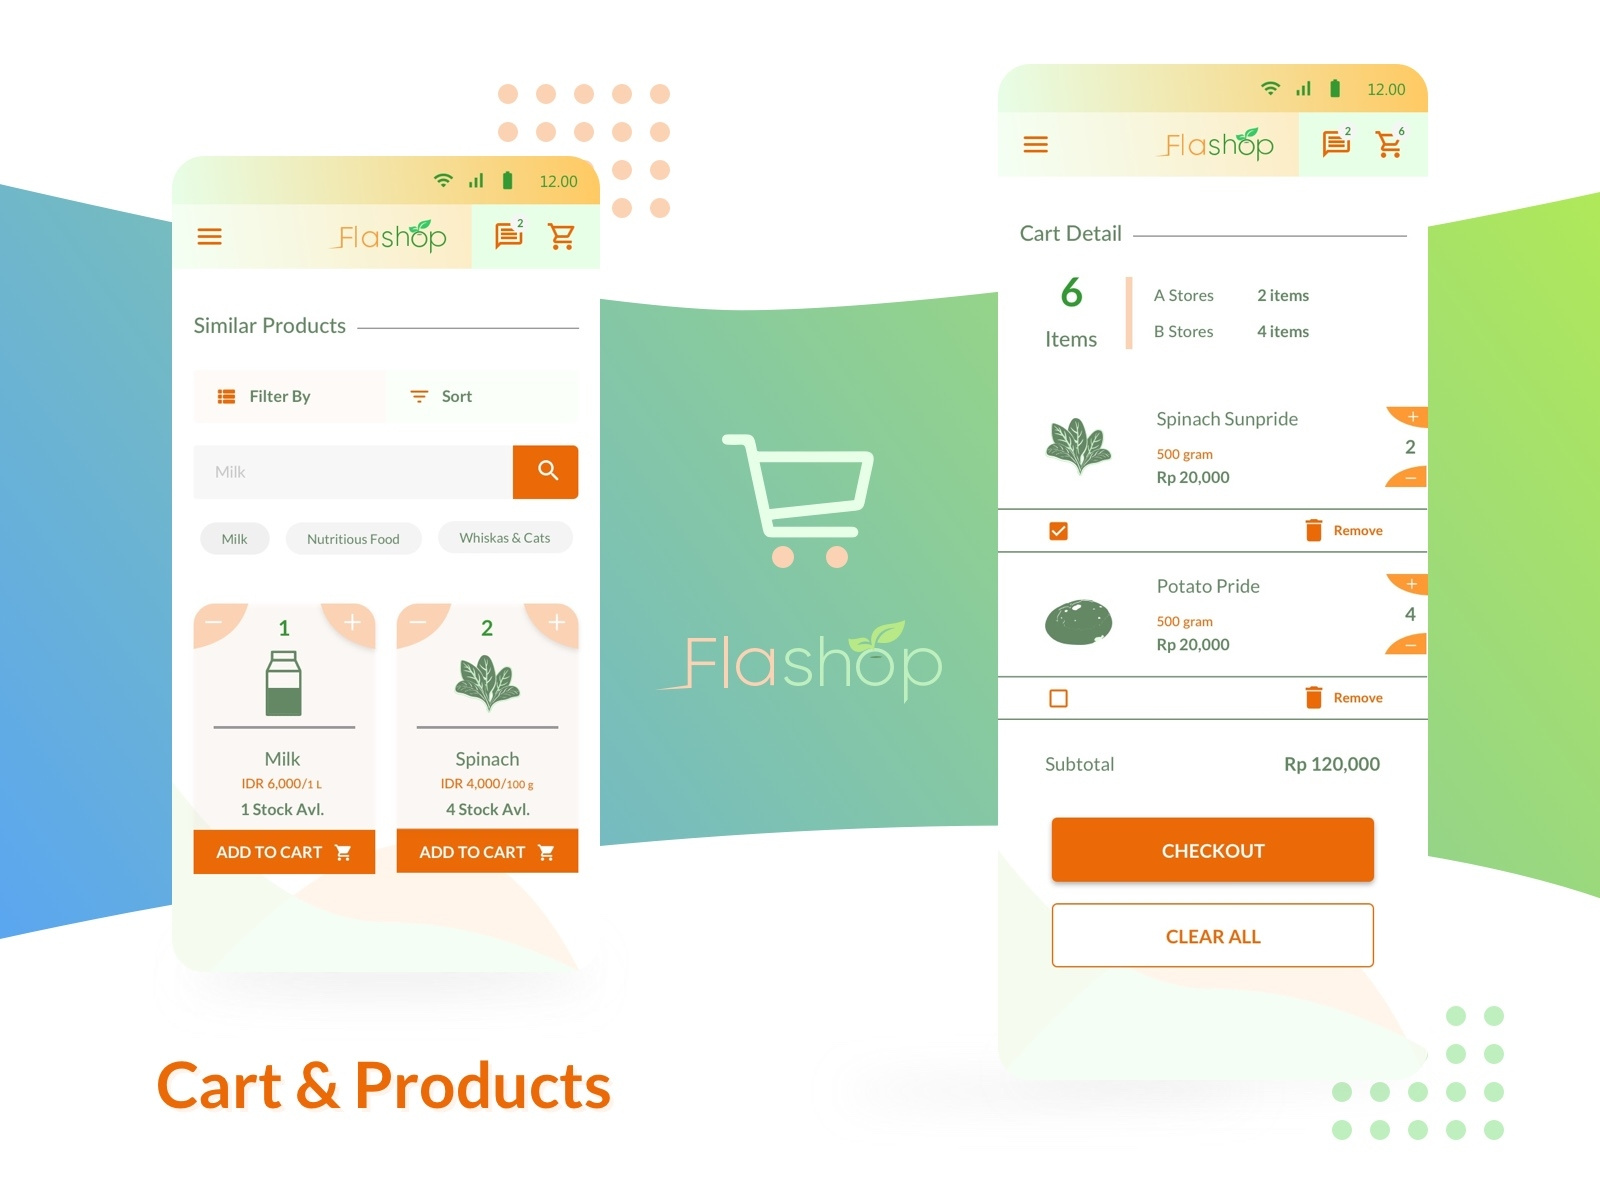 12.00
Flashop
2
Similar Products
Filter By
Sort
Milk
Milk
Nutritious Food
Whiskas & Cats
− 1 +
Milk
IDR 6,000/1 L
1 Stock Avl.
ADD TO CART
− 2 +
Spinach
IDR 4,000/100 g
4 Stock Avl.
ADD TO CART
Cart & Products
Flashop
12.00
Flashop
2
6
Cart Detail
6
Items
A Stores 2 items
B Stores 4 items
Spinach Sunpride
500 gram
Rp 20,000
+
2
−
Remove
Potato Pride
500 gram
Rp 20,000
+
4
−
Remove
Subtotal Rp 120,000
CHECKOUT
CLEAR ALL